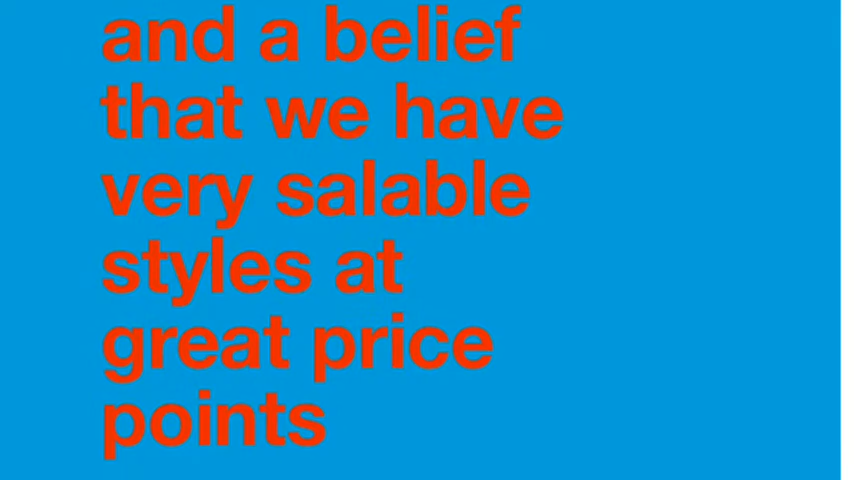 and a belief
that we have
very salable
styles at
great price
points